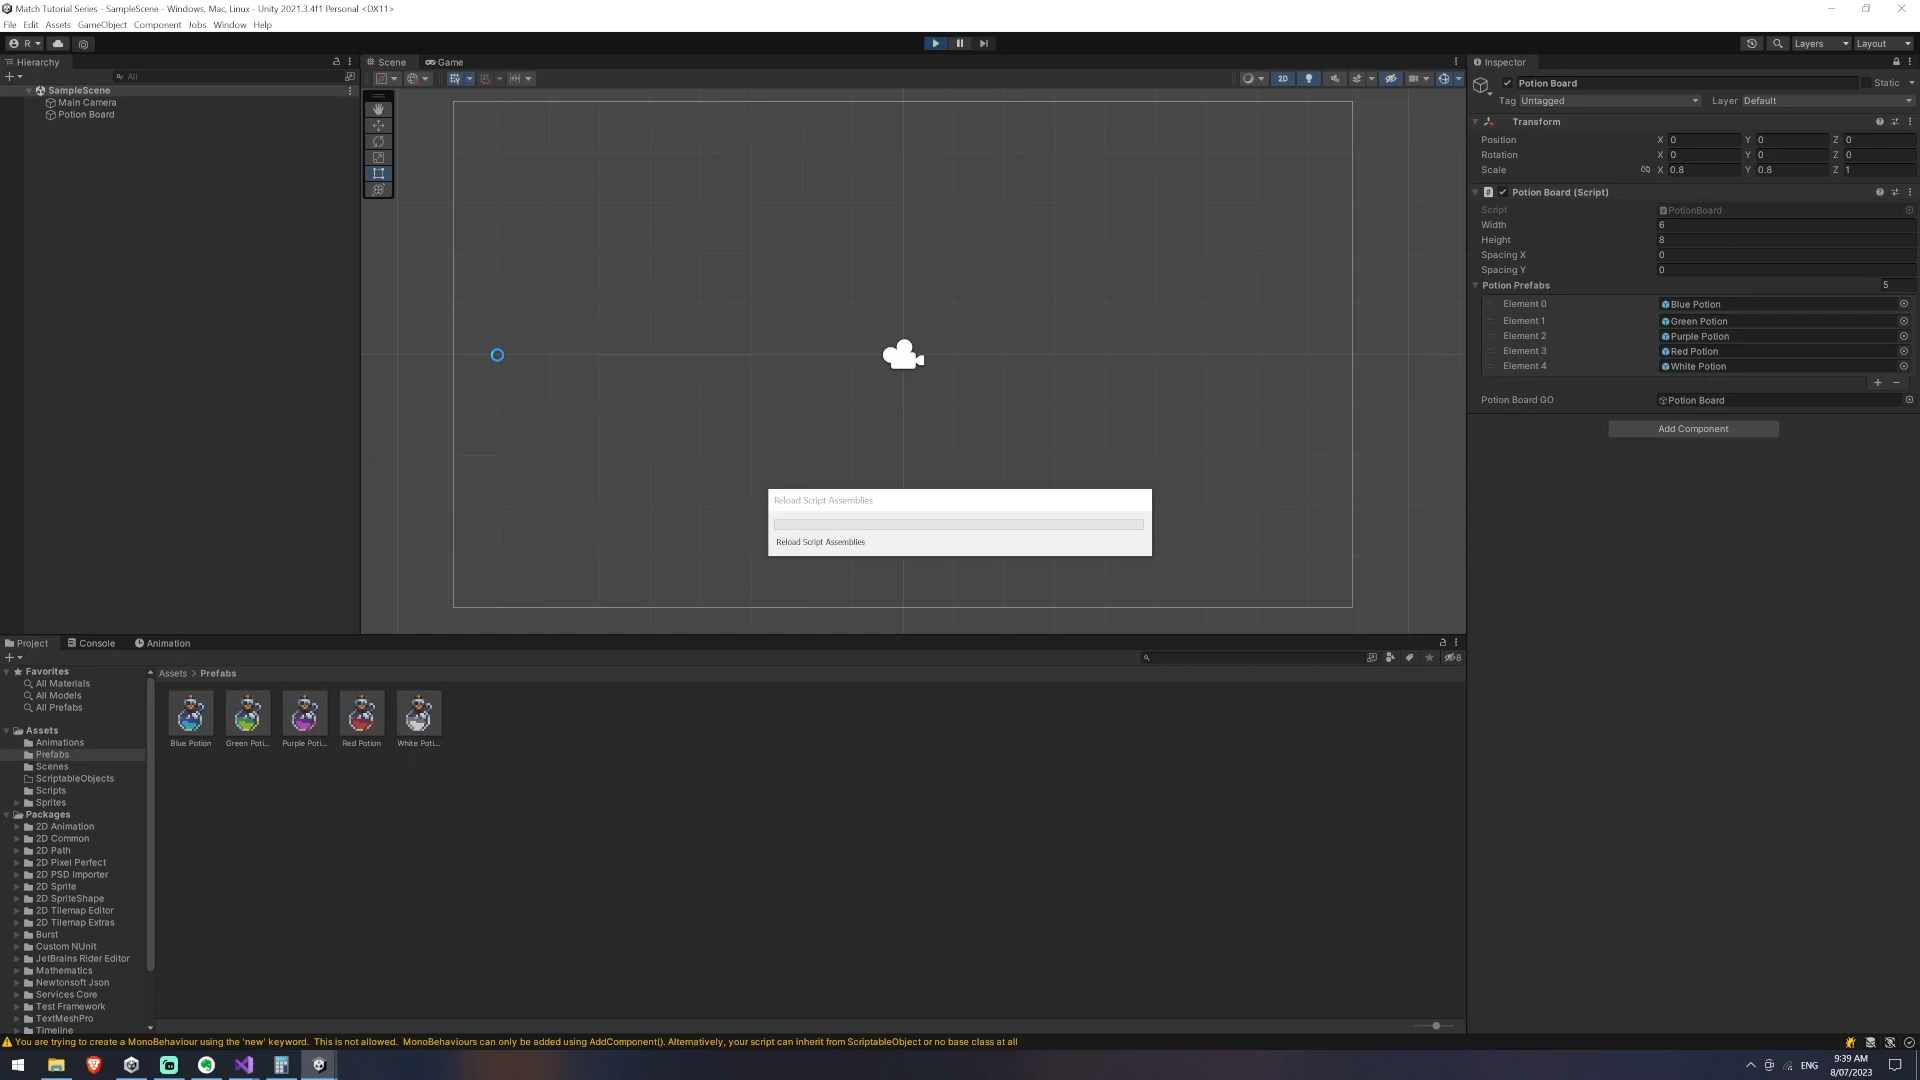 Match Tutorial Series - SampleScene - Windows, Mac, Linux - Unity 2021.3.4f1 Personal <DX11>
File Edit Assets GameObject Component Jobs Window Help
R
Layers Layout
Hierarchy
All
SampleScene
Main Camera
Potion Board
Scene Game
2D
Reload Script Assemblies
Reload Script Assemblies
Inspector
Potion Board Static
Tag Untagged Layer Default
Transform
Position X 0 Y 0 Z 0
Rotation X 0 Y 0 Z 0
Scale X 0.8 Y 0.8 Z 1
Potion Board (Script)
Script PotionBoard
Width 6
Height 8
Spacing X 0
Spacing Y 0
Potion Prefabs 5
Element 0 Blue Potion
Element 1 Green Potion
Element 2 Purple Potion
Element 3 Red Potion
Element 4 White Potion
Potion Board GO Potion Board
Add Component
Project Console Animation
8
Favorites
All Materials
All Models
All Prefabs
Assets
Animations
Prefabs
Scenes
ScriptableObjects
Scripts
Sprites
Packages
2D Animation
2D Common
2D Path
2D Pixel Perfect
2D PSD Importer
2D Sprite
2D SpriteShape
2D Tilemap Editor
2D Tilemap Extras
Burst
Custom NUnit
JetBrains Rider Editor
Mathematics
Newtonsoft Json
Services Core
Test Framework
TextMeshPro
Timeline
Assets > Prefabs
Blue Potion Green Poti... Purple Poti... Red Potion White Poti...
You are trying to create a MonoBehaviour using the 'new' keyword. This is not allowed. MonoBehaviours can only be added using AddComponent(). Alternatively, your script can inherit from ScriptableObject or no base class at all
ENG
9:39 AM
8/07/2023